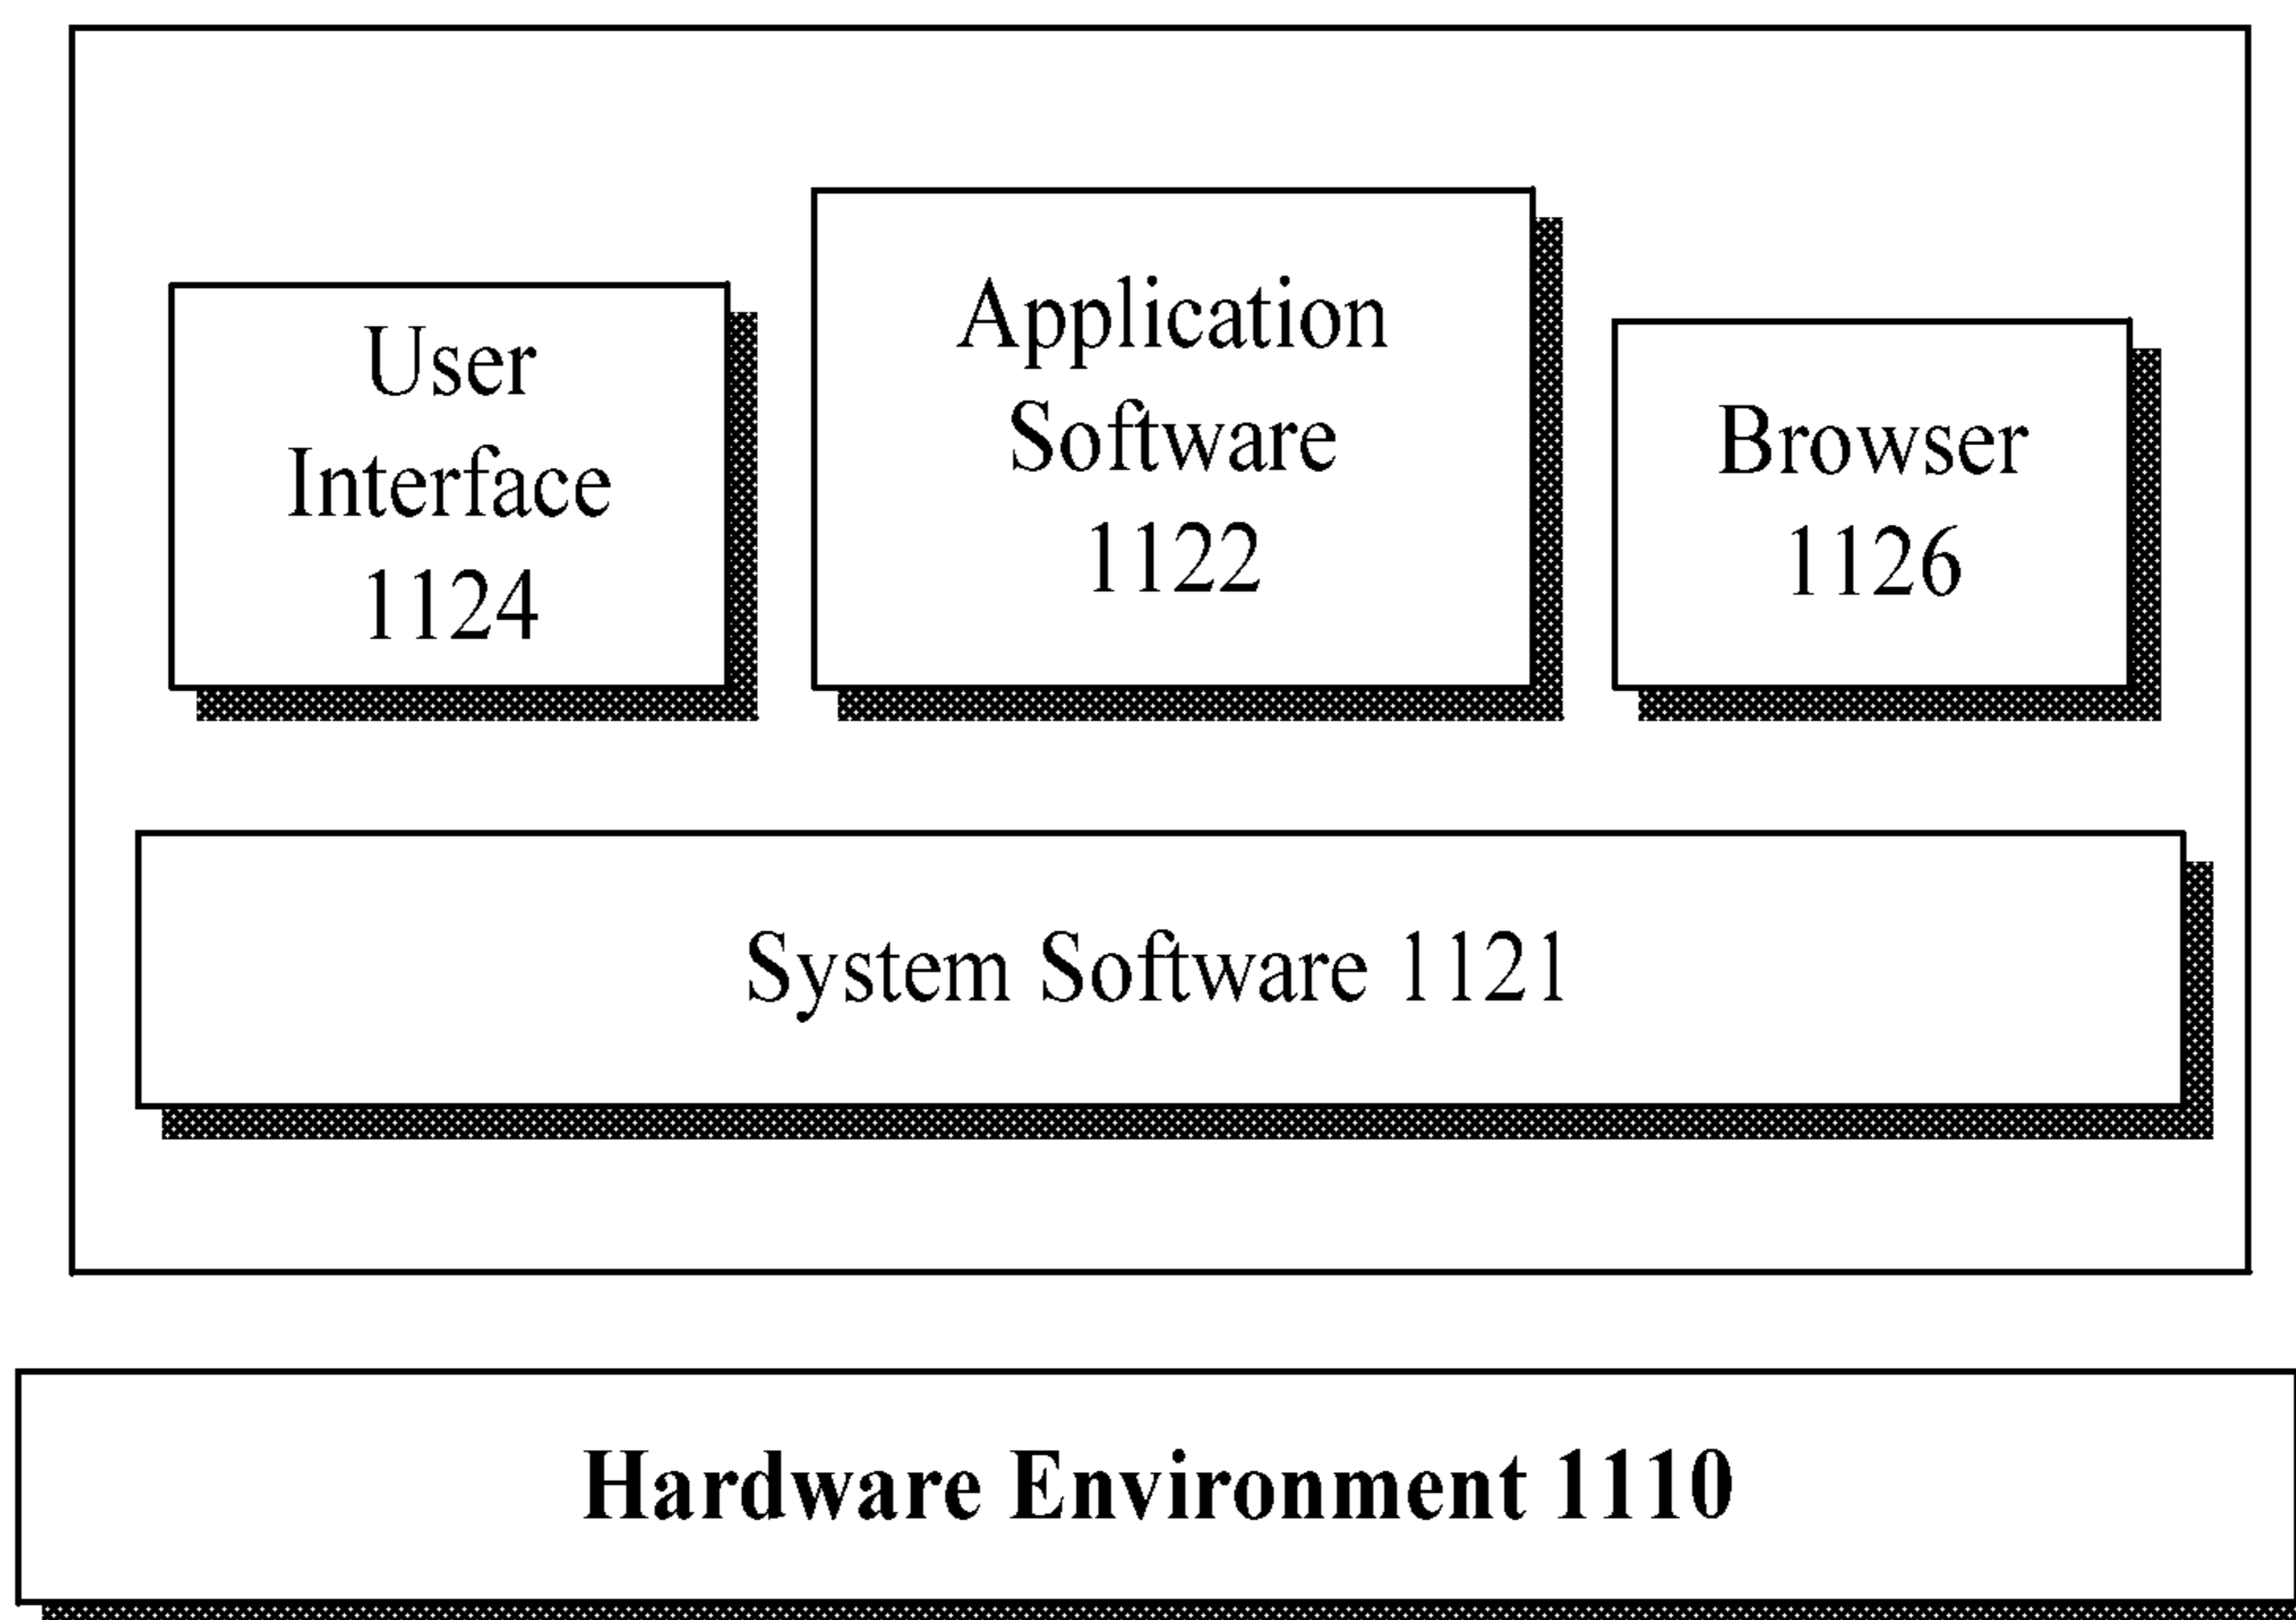 User
Interface
1124
Application
Software
1122
Browser
1126
System Software 1121
Hardware Environment 1110